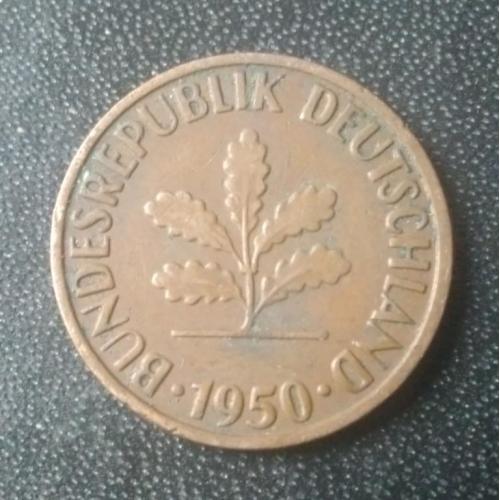 BUNDESREPUBLIK DEUTSCHLAND
· 1950 ·